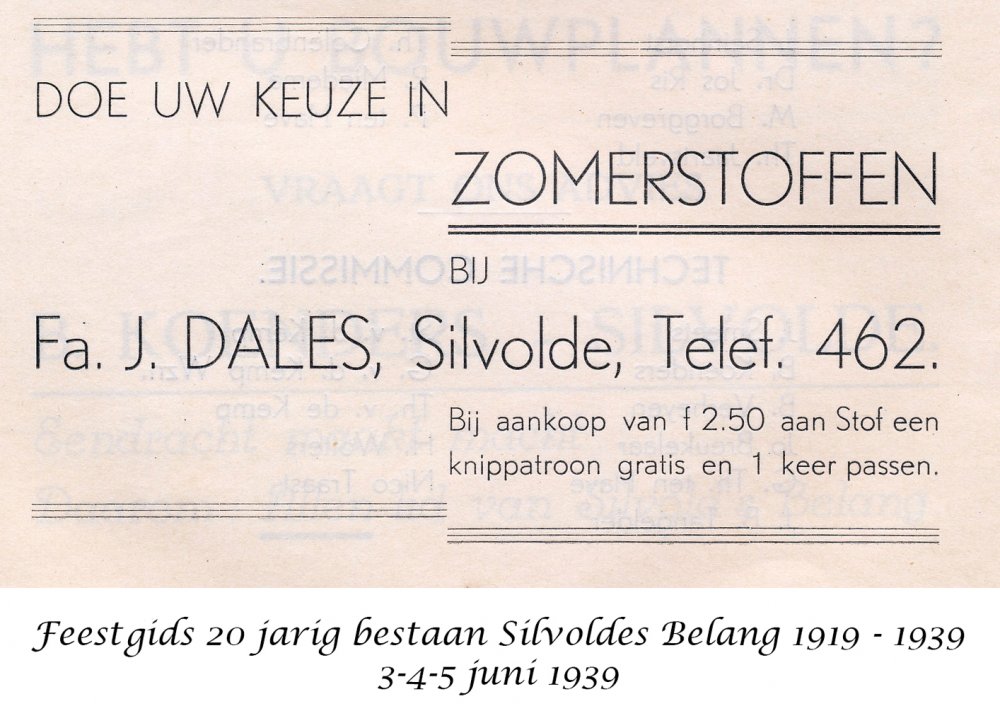 DOE UW KEUZE IN
ZOMERSTOFFEN
BIJ
Fa. J. DALES, Silvolde, Telef. 462.
Bij aankoop van f 2.50 aan Stof een
knippatroon gratis en 1 keer passen.
Feestgids 20 jarig bestaan Silvoldes Belang 1919 - 1939
3-4-5 juni 1939